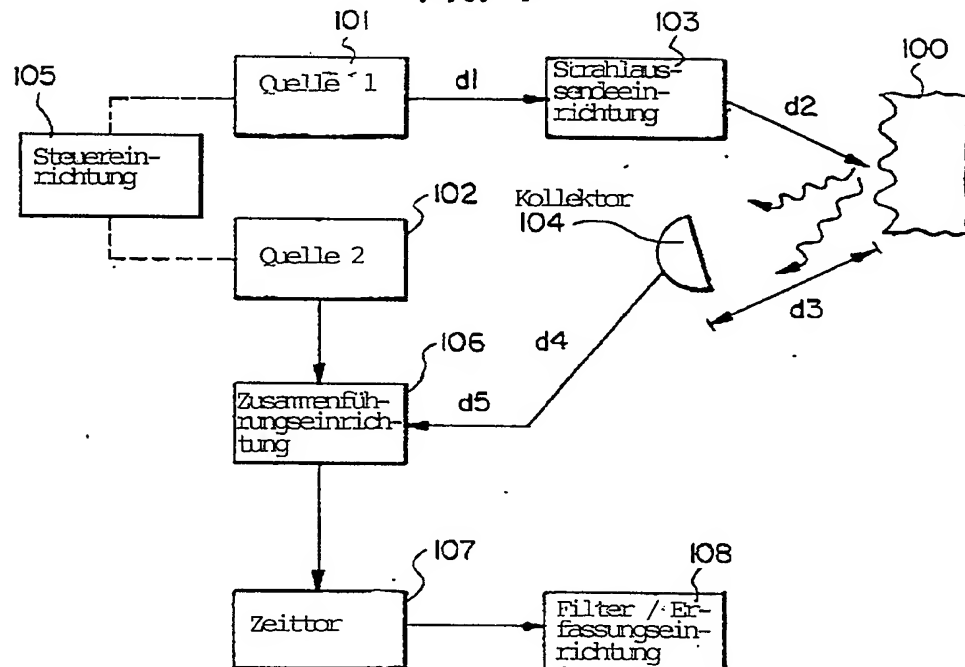 101
Quelle 1
d1
103
Strahlaus-
sendeein-
richtung
d2
100
105
Steuerein-
richtung
102
Quelle 2
Kollektor
104
d3
d4
106
Zusammenfüh-
rungseinrich-
tung
d5
107
Zeittor
108
Filter / Er-
fassungsein-
richtung